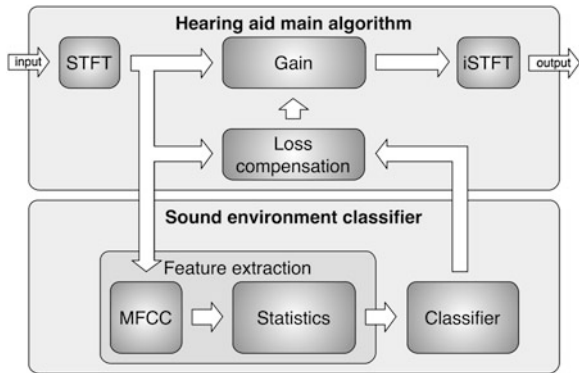 Hearing aid main algorithm
input
STFT
Gain
iSTFT
output
Loss
compensation
Sound environment classifier
Feature extraction
MFCC
Statistics
Classifier